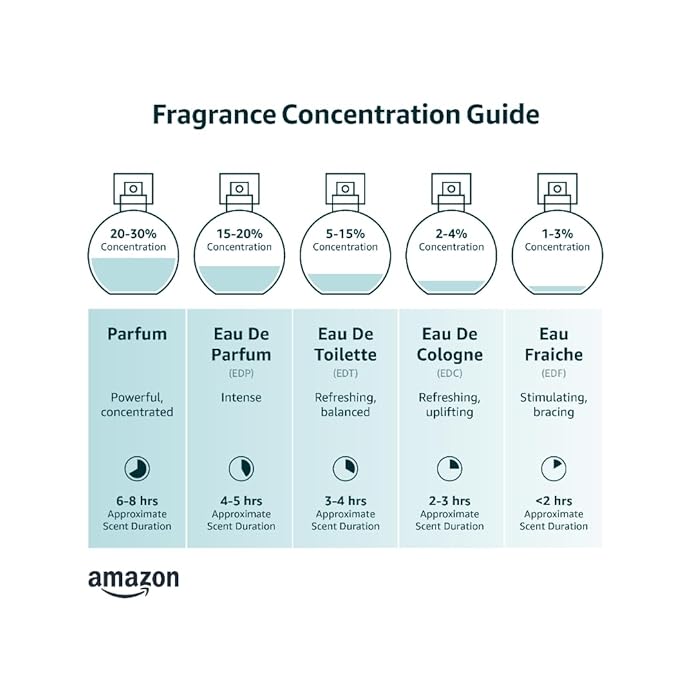 Fragrance Concentration Guide
20-30%
Concentration
15-20%
Concentration
5-15%
Concentration
2-4%
Concentration
1-3%
Concentration
Parfum
Powerful,
concentrated
6-8 hrs
Approximate
Scent Duration
Eau De
Parfum
(EDP)
Intense
4-5 hrs
Approximate
Scent Duration
Eau De
Toilette
(EDT)
Refreshing,
balanced
3-4 hrs
Approximate
Scent Duration
Eau De
Cologne
(EDC)
Refreshing,
uplifting
2-3 hrs
Approximate
Scent Duration
Eau
Fraiche
(EDF)
Stimulating,
bracing
<2 hrs
Approximate
Scent Duration
amazon